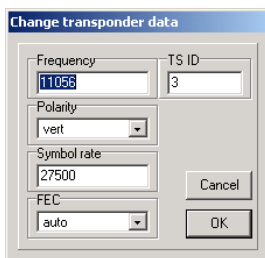 Change transponder data
Frequency
TS ID
11056
3
Polarity
vert
Symbol rate
27500
Cancel
FEC
auto
OK